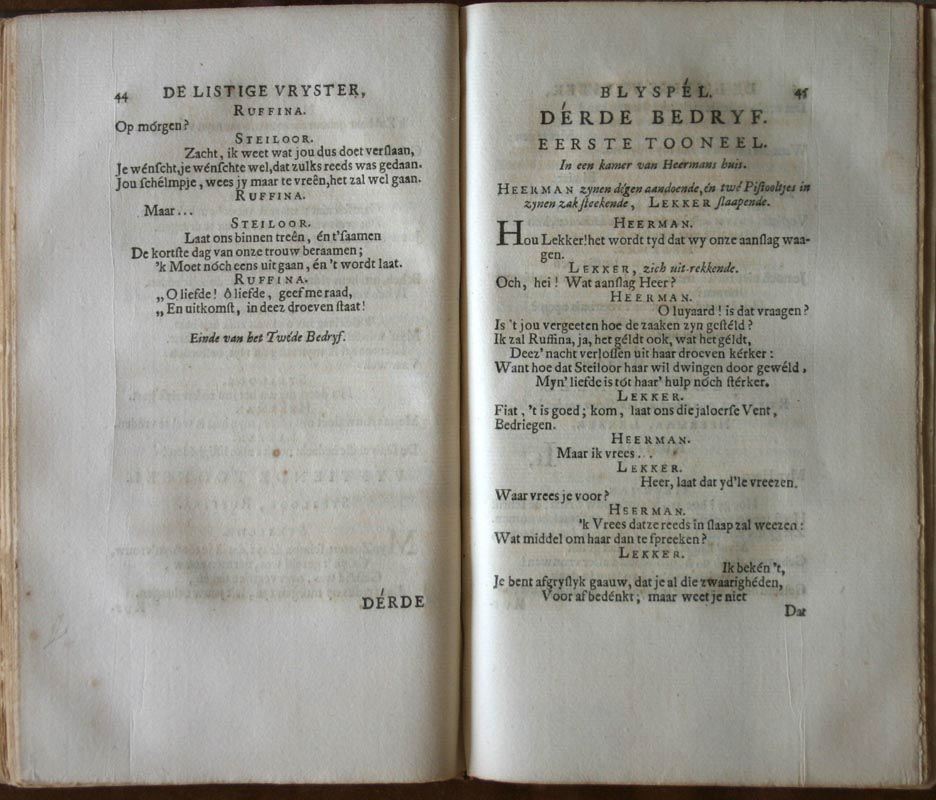 44 DE LISTIGE VRYSTER,
RUFFINA.
Op mórgen?
STEILOOR.
Zacht, ik weet wat jou dus doet verslaan,
Je wénscht, je wénschte wel, dat zulks reeds was gedaan.
Jou schélmpje, wees jy maar te vreên, het zal wel gaan.
RUFFINA.
Maar...
STEILOOR.
Laat ons binnen treên, én t'saamen
De kortste dag van onze trouw beraamen;
'k Moet nóch eens uit gaan, én 't wordt laat.
RUFFINA.
„O liefde! ô liefde, geef me raad,
„En uitkomst, in deez droeven staat!
Einde van het Twéde Bedryf.
DÉRDE
BLYSPÉL. 45
DÉRDE BEDRYF.
EERSTE TOONEEL.
In een kamer van Heermans huis.
HEERMAN zynen dégen aandoende, én twé Pistooltjes in
zynen zak steekende, LEKKER slaapende.
HEERMAN.
Hou Lekker! het wordt tyd dat wy onze aanslag waa-
gen.
LEKKER, zich uit-rekkende.
Och, hei! Wat aanslag Heer?
HEERMAN.
O luyaard! is dat vraagen?
Is 't jou vergeeten hoe de zaaken zyn gestéld?
Ik zal Ruffina, ja, het géldt ook, wat het géldt,
Deez' nacht verlossen uit haar droeven kérker:
Want hoe dat Steiloor haar wil dwingen door gewéld,
Myn' liefde is tót haar' hulp nóch stérker.
LEKKER.
Fiat, 't is goed; kom, laat ons die jaloerse Vent,
Bedriegen.
HEERMAN.
Maar ik vrees...
LEKKER.
Heer, laat dat yd'le vreezen.
Waar vrees je voor?
HEERMAN.
'k Vrees datze reeds in slaap zal weezen:
Wat middel om haar dan te spreeken?
LEKKER.
Ik bekén 't,
Je bent afgryslyk gaauw, dat je al die zwaarighéden,
Voor af bedénkt; maar weet je niet
Dat